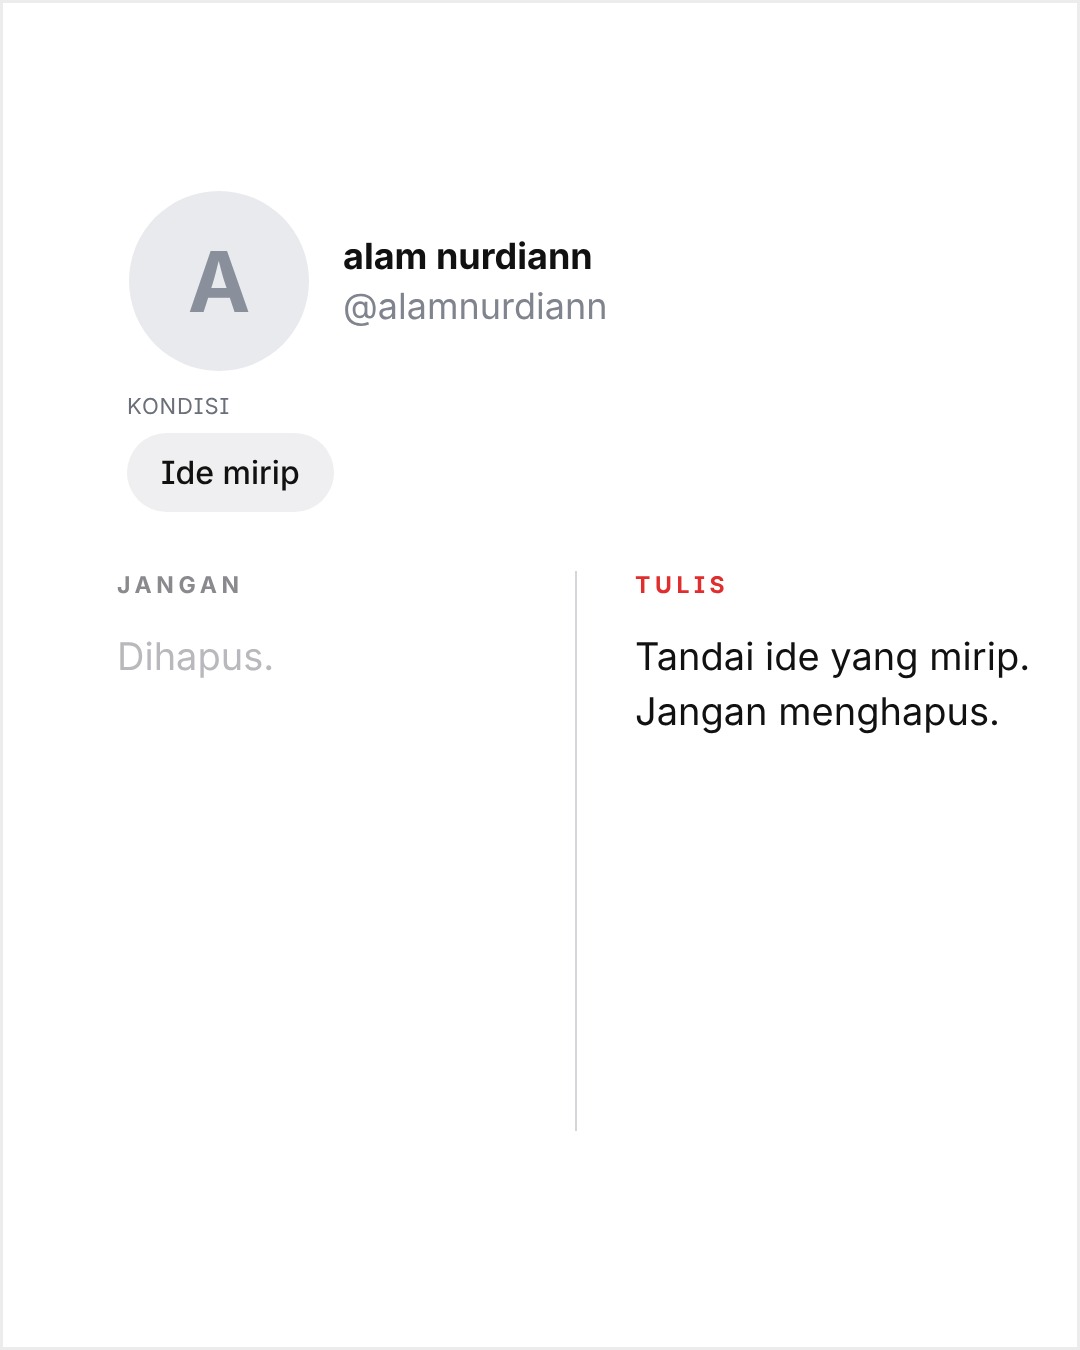 A
alam nurdiann
@alamnurdiann
KONDISI
Ide mirip
JANGAN
Dihapus.
TULIS
Tandai ide yang mirip.
Jangan menghapus.